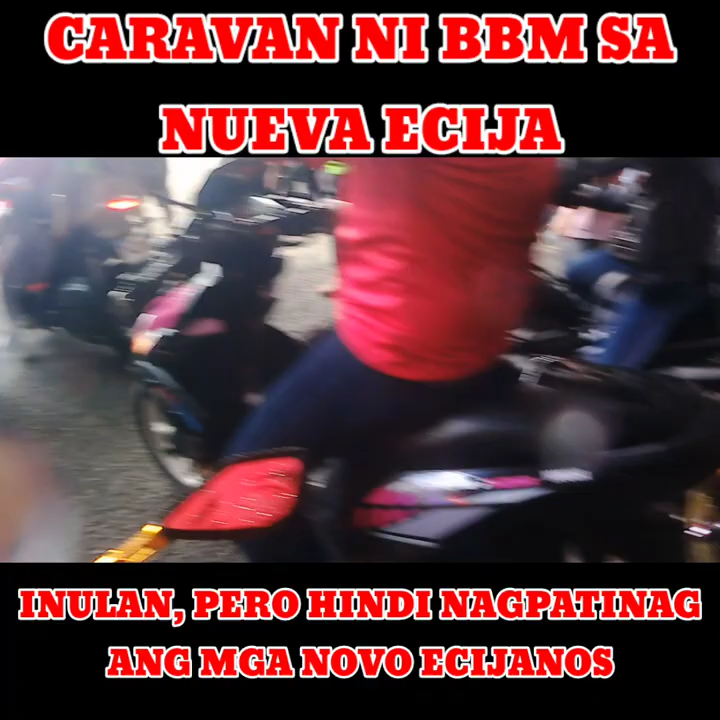 CARAVAN NI BBM SA
NUEVA ECIJA
INULAN, PERO HINDI NAGPATINAG
ANG MGA NOVO ECIJANOS